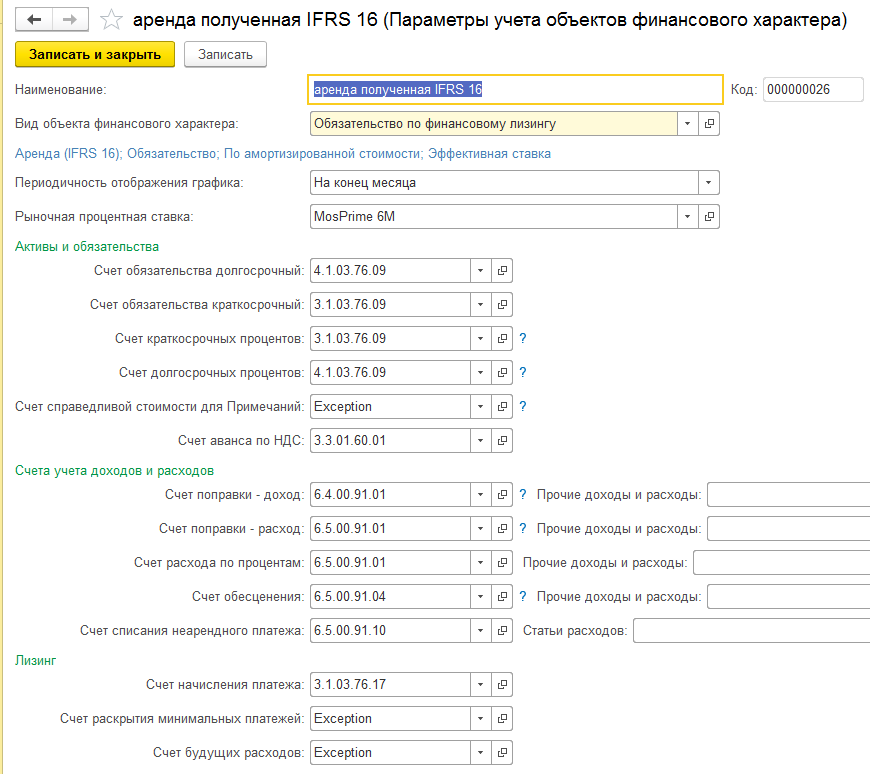 аренда полученная IFRS 16 (Параметры учета объектов финансового характера)
Записать и закрыть Записать
Наименование: аренда полученная IFRS 16 Код: 000000026
Вид объекта финансового характера: Обязательство по финансовому лизингу
Аренда (IFRS 16); Обязательство; По амортизированной стоимости; Эффективная ставка
Периодичность отображения графика: На конец месяца
Рыночная процентная ставка: MosPrime 6M
Активы и обязательства
Счет обязательства долгосрочный: 4.1.03.76.09
Счет обязательства краткосрочный: 3.1.03.76.09
Счет краткосрочных процентов: 3.1.03.76.09 ?
Счет долгосрочных процентов: 4.1.03.76.09 ?
Счет справедливой стоимости для Примечаний: Exception ?
Счет аванса по НДС: 3.3.01.60.01
Счета учета доходов и расходов
Счет поправки - доход: 6.4.00.91.01 ? Прочие доходы и расходы:
Счет поправки - расход: 6.5.00.91.01 ? Прочие доходы и расходы:
Счет расхода по процентам: 6.5.00.91.01 Прочие доходы и расходы:
Счет обесценения: 6.5.00.91.04 ? Прочие доходы и расходы:
Счет списания неарендного платежа: 6.5.00.91.10 Статьи расходов:
Лизинг
Счет начисления платежа: 3.1.03.76.17
Счет раскрытия минимальных платежей: Exception
Счет будущих расходов: Exception